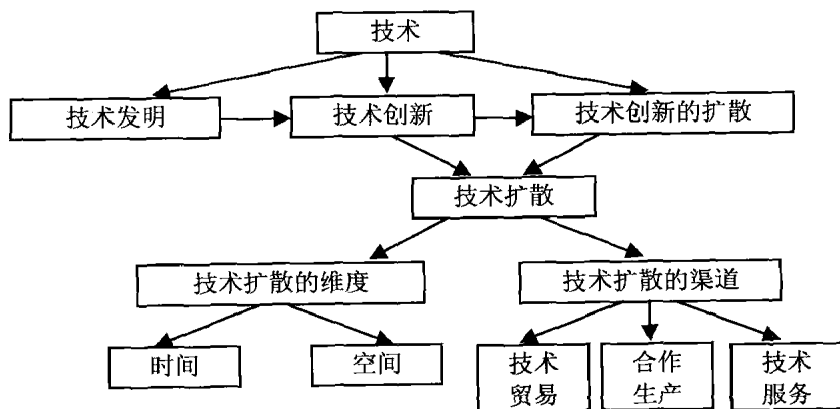 技术
技术发明
技术创新
技术创新的扩散
技术扩散
技术扩散的维度
技术扩散的渠道
时间
空间
技术
贸易
合作
生产
技术
服务